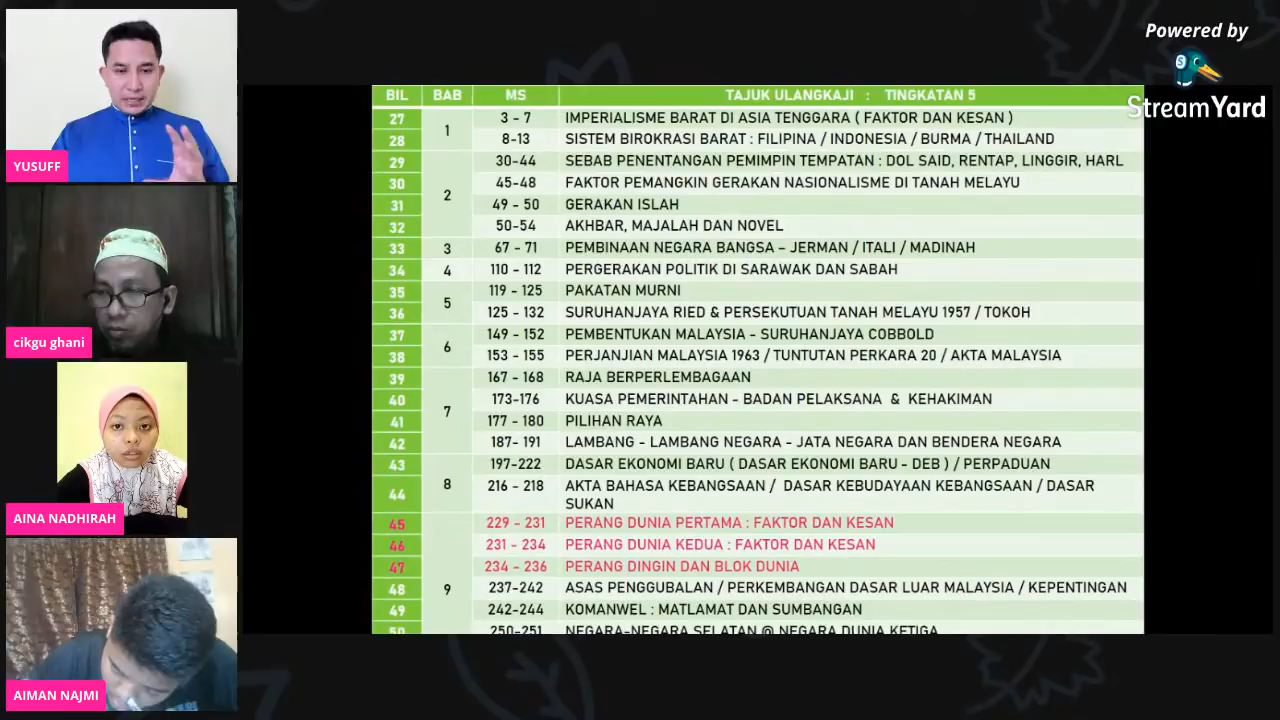 Powered by
StreamYard
YUSUFF
cikgu ghani
AINA NADHIRAH
AIMAN NAJMI
BIL BAB MS TAJUK ULANGKAJI : TINGKATAN 5
27 1 3 - 7 IMPERIALISME BARAT DI ASIA TENGGARA ( FAKTOR DAN KESAN )
28 8-13 SISTEM BIROKRASI BARAT : FILIPINA / INDONESIA / BURMA / THAILAND
29 2 30-44 SEBAB PENENTANGAN PEMIMPIN TEMPATAN : DOL SAID, RENTAP, LINGGIR, HARL
30 45-48 FAKTOR PEMANGKIN GERAKAN NASIONALISME DI TANAH MELAYU
31 49 - 50 GERAKAN ISLAH
32 50-54 AKHBAR, MAJALAH DAN NOVEL
33 3 67 - 71 PEMBINAAN NEGARA BANGSA – JERMAN / ITALI / MADINAH
34 4 110 - 112 PERGERAKAN POLITIK DI SARAWAK DAN SABAH
35 5 119 - 125 PAKATAN MURNI
36 125 - 132 SURUHANJAYA RIED & PERSEKUTUAN TANAH MELAYU 1957 / TOKOH
37 6 149 - 152 PEMBENTUKAN MALAYSIA - SURUHANJAYA COBBOLD
38 153 - 155 PERJANJIAN MALAYSIA 1963 / TUNTUTAN PERKARA 20 / AKTA MALAYSIA
39 7 167 - 168 RAJA BERPERLEMBAGAAN
40 173-176 KUASA PEMERINTAHAN - BADAN PELAKSANA & KEHAKIMAN
41 177 - 180 PILIHAN RAYA
42 187- 191 LAMBANG - LAMBANG NEGARA - JATA NEGARA DAN BENDERA NEGARA
43 8 197-222 DASAR EKONOMI BARU ( DASAR EKONOMI BARU - DEB ) / PERPADUAN
44 216 - 218 AKTA BAHASA KEBANGSAAN / DASAR KEBUDAYAAN KEBANGSAAN / DASAR
SUKAN
45 9 229 - 231 PERANG DUNIA PERTAMA : FAKTOR DAN KESAN
46 231 - 234 PERANG DUNIA KEDUA : FAKTOR DAN KESAN
47 234 - 236 PERANG DINGIN DAN BLOK DUNIA
48 237-242 ASAS PENGGUBALAN / PERKEMBANGAN DASAR LUAR MALAYSIA / KEPENTINGAN
49 242-244 KOMANWEL : MATLAMAT DAN SUMBANGAN
50 250-251 NEGARA-NEGARA SELATAN @ NEGARA DUNIA KETIGA